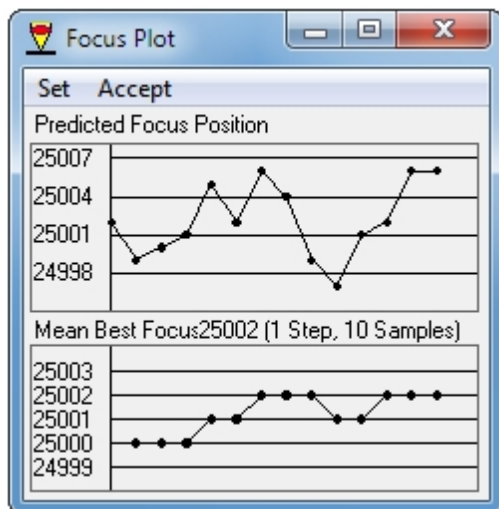 Focus Plot
Set Accept
Predicted Focus Position
25007
25004
25001
24998
Mean Best Focus25002 (1 Step, 10 Samples)
25003
25002
25001
25000
24999